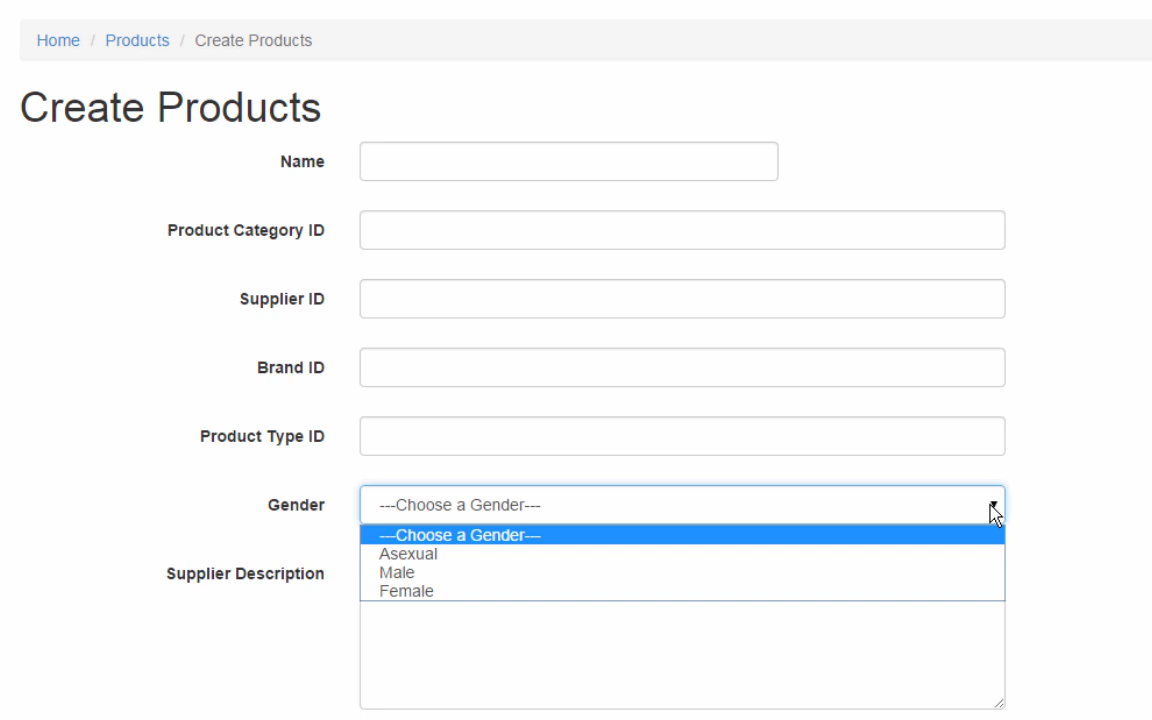 Home / Products / Create Products
Create Products
Name
Product Category ID
Supplier ID
Brand ID
Product Type ID
Gender
---Choose a Gender---
---Choose a Gender---
Asexual
Male
Female
Supplier Description